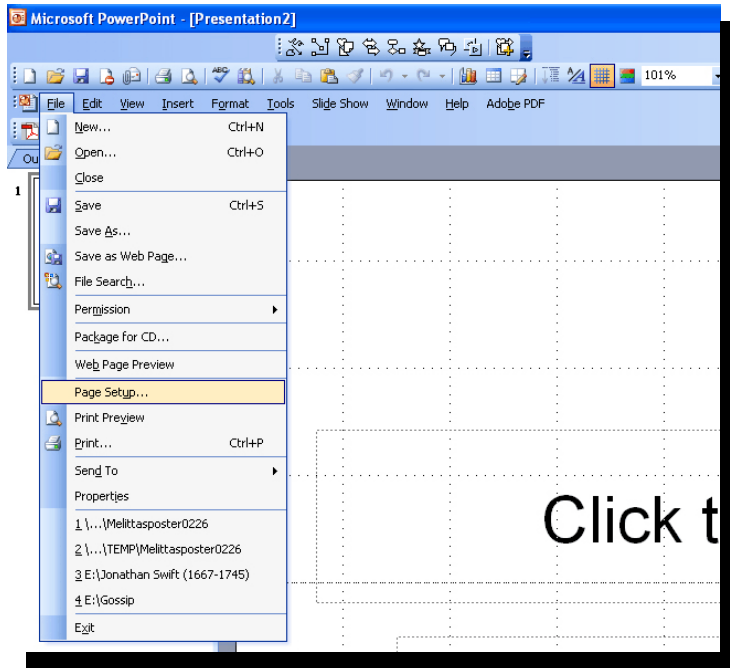 Microsoft PowerPoint - [Presentation2]
ABC 101%
File Edit View Insert Format Tools Slide Show Window Help Adobe PDF
New... Ctrl+N
Ou
Open... Ctrl+O
Close
1
Save Ctrl+S
Save As...
Save as Web Page...
File Search...
Permission
Package for CD...
Web Page Preview
Page Setup...
Print Preview
Print... Ctrl+P
Send To
Properties
1 \...\Melittasposter0226
2 \...\TEMP\Melittasposter0226
3 E:\Jonathan Swift (1667-1745)
4 E:\Gossip
Exit
Click t